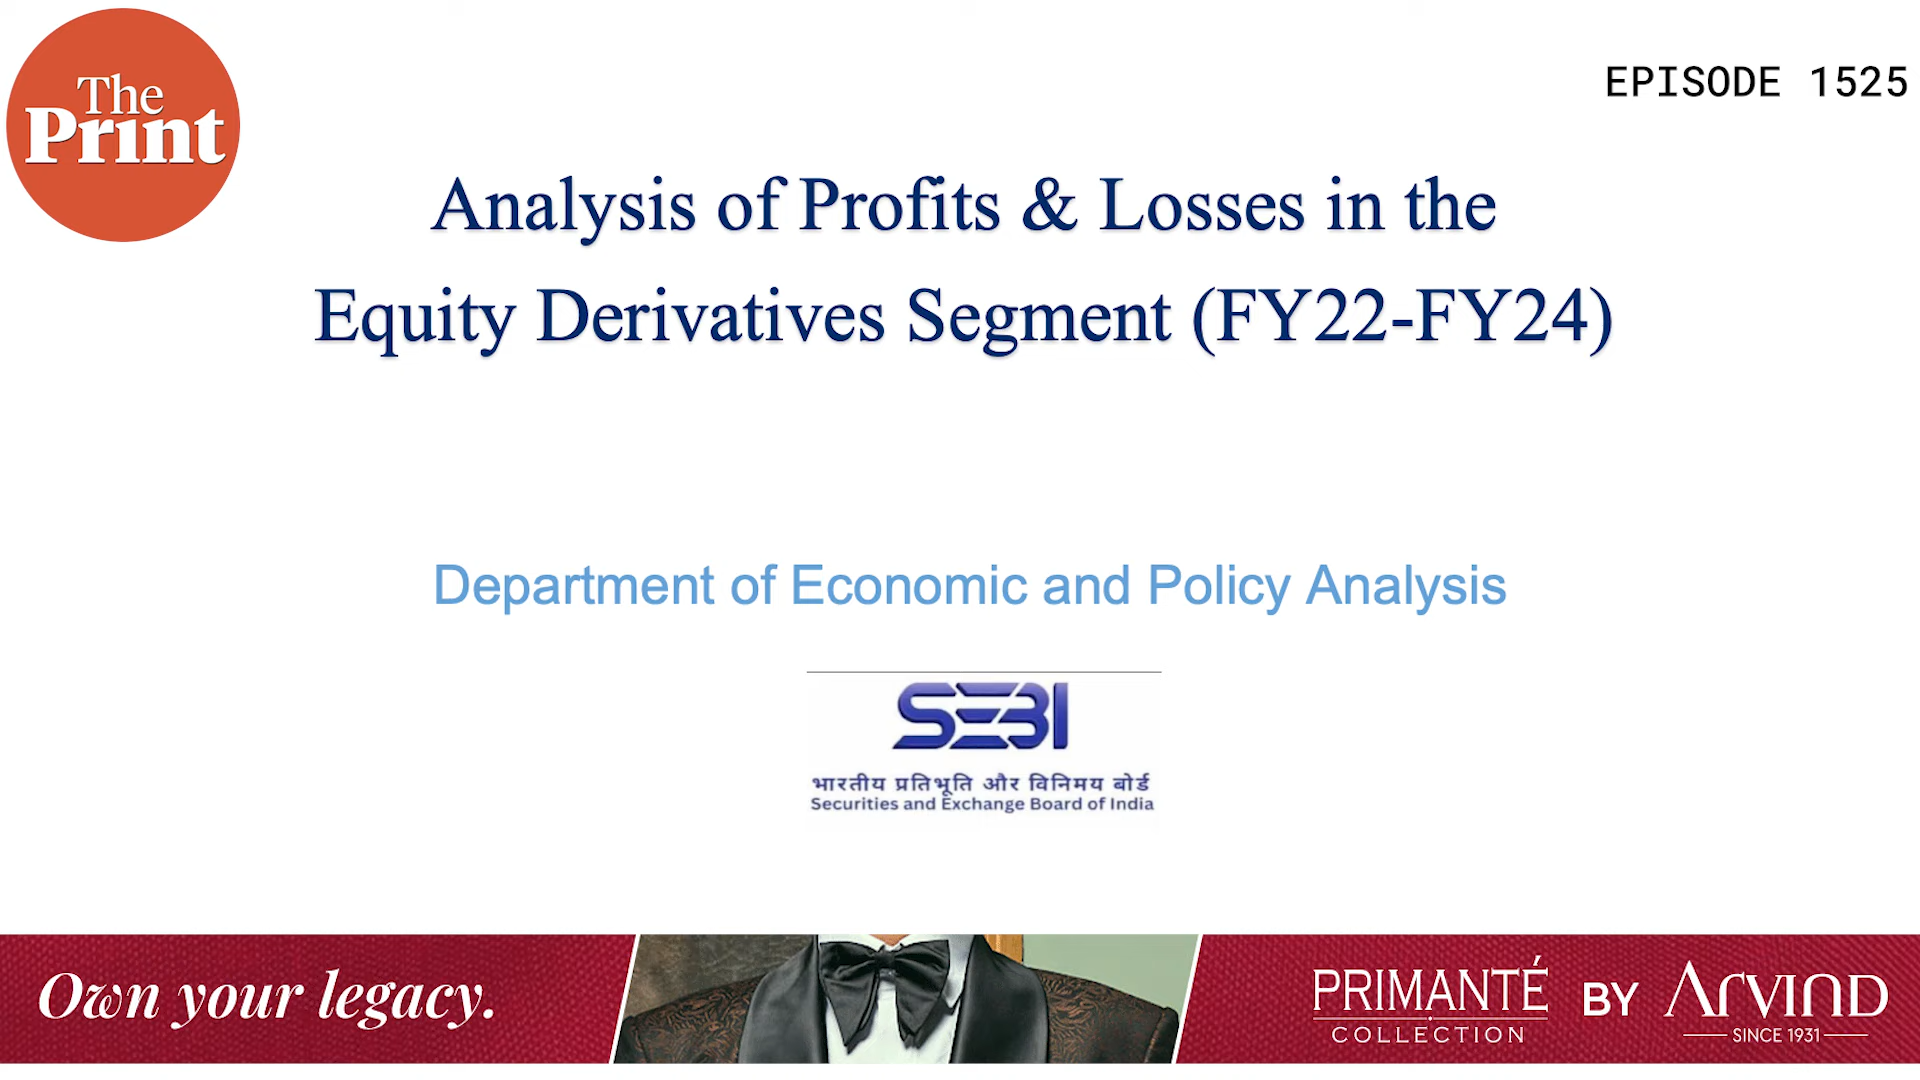 The
Print
EPISODE 1525
Analysis of Profits & Losses in the
Equity Derivatives Segment (FY22-FY24)
Department of Economic and Policy Analysis
SEBI
भारतीय प्रतिभूति और विनिमय बोर्ड
Securities and Exchange Board of India
Own your legacy.
PRIMANTÉ
COLLECTION
BY
ARVIND
SINCE 1931